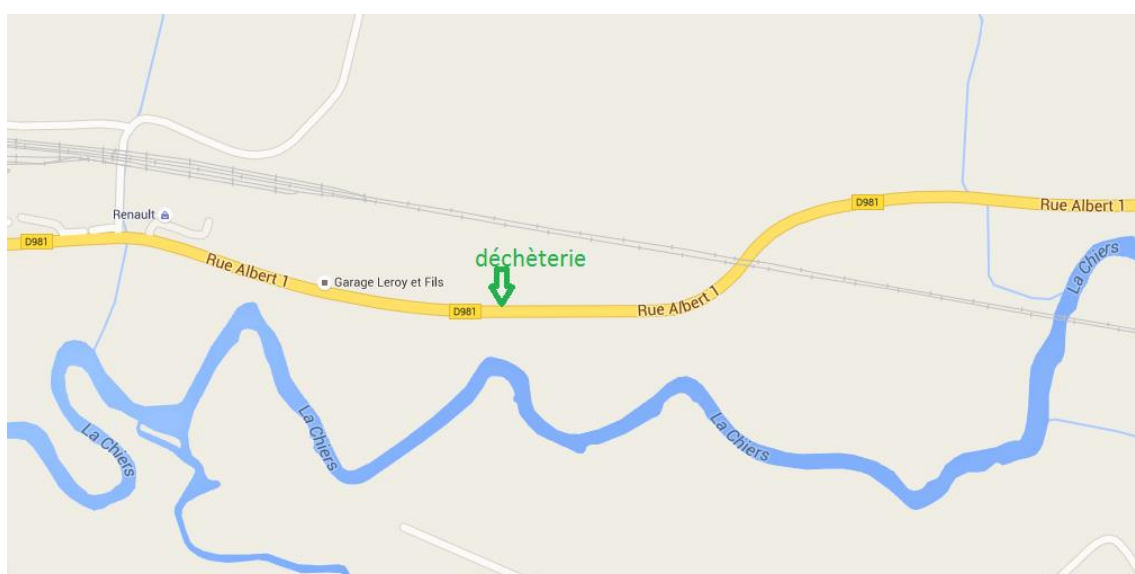 D981
Rue Albert 1
La Chiers
Renault
D981
Rue Albert 1
déchèterie
Garage Leroy et Fils
D981
Rue Albert 1
La Chiers
La Chiers
La Chiers